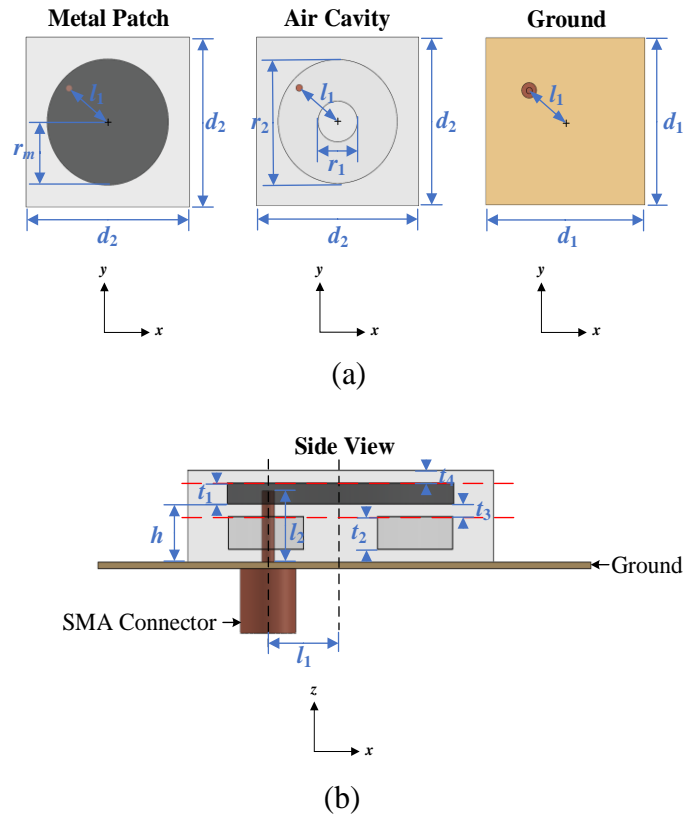 Metal Patch
Air Cavity
Ground
l₁
rₘ
d₂
d₂
l₁
r₂
r₁
d₂
d₂
l₁
d₁
d₁
y
x
y
x
y
x
(a)
Side View
t₄
t₁
t₃
l₂
h
t₂
Ground
SMA Connector
l₁
z
x
(b)